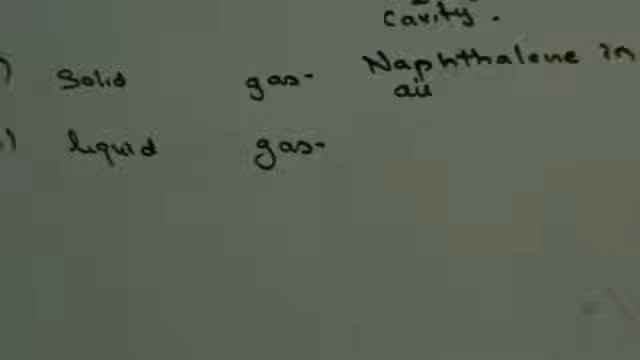 cavity.
) Solid gas- Naphthalene in
air
) liquid gas-